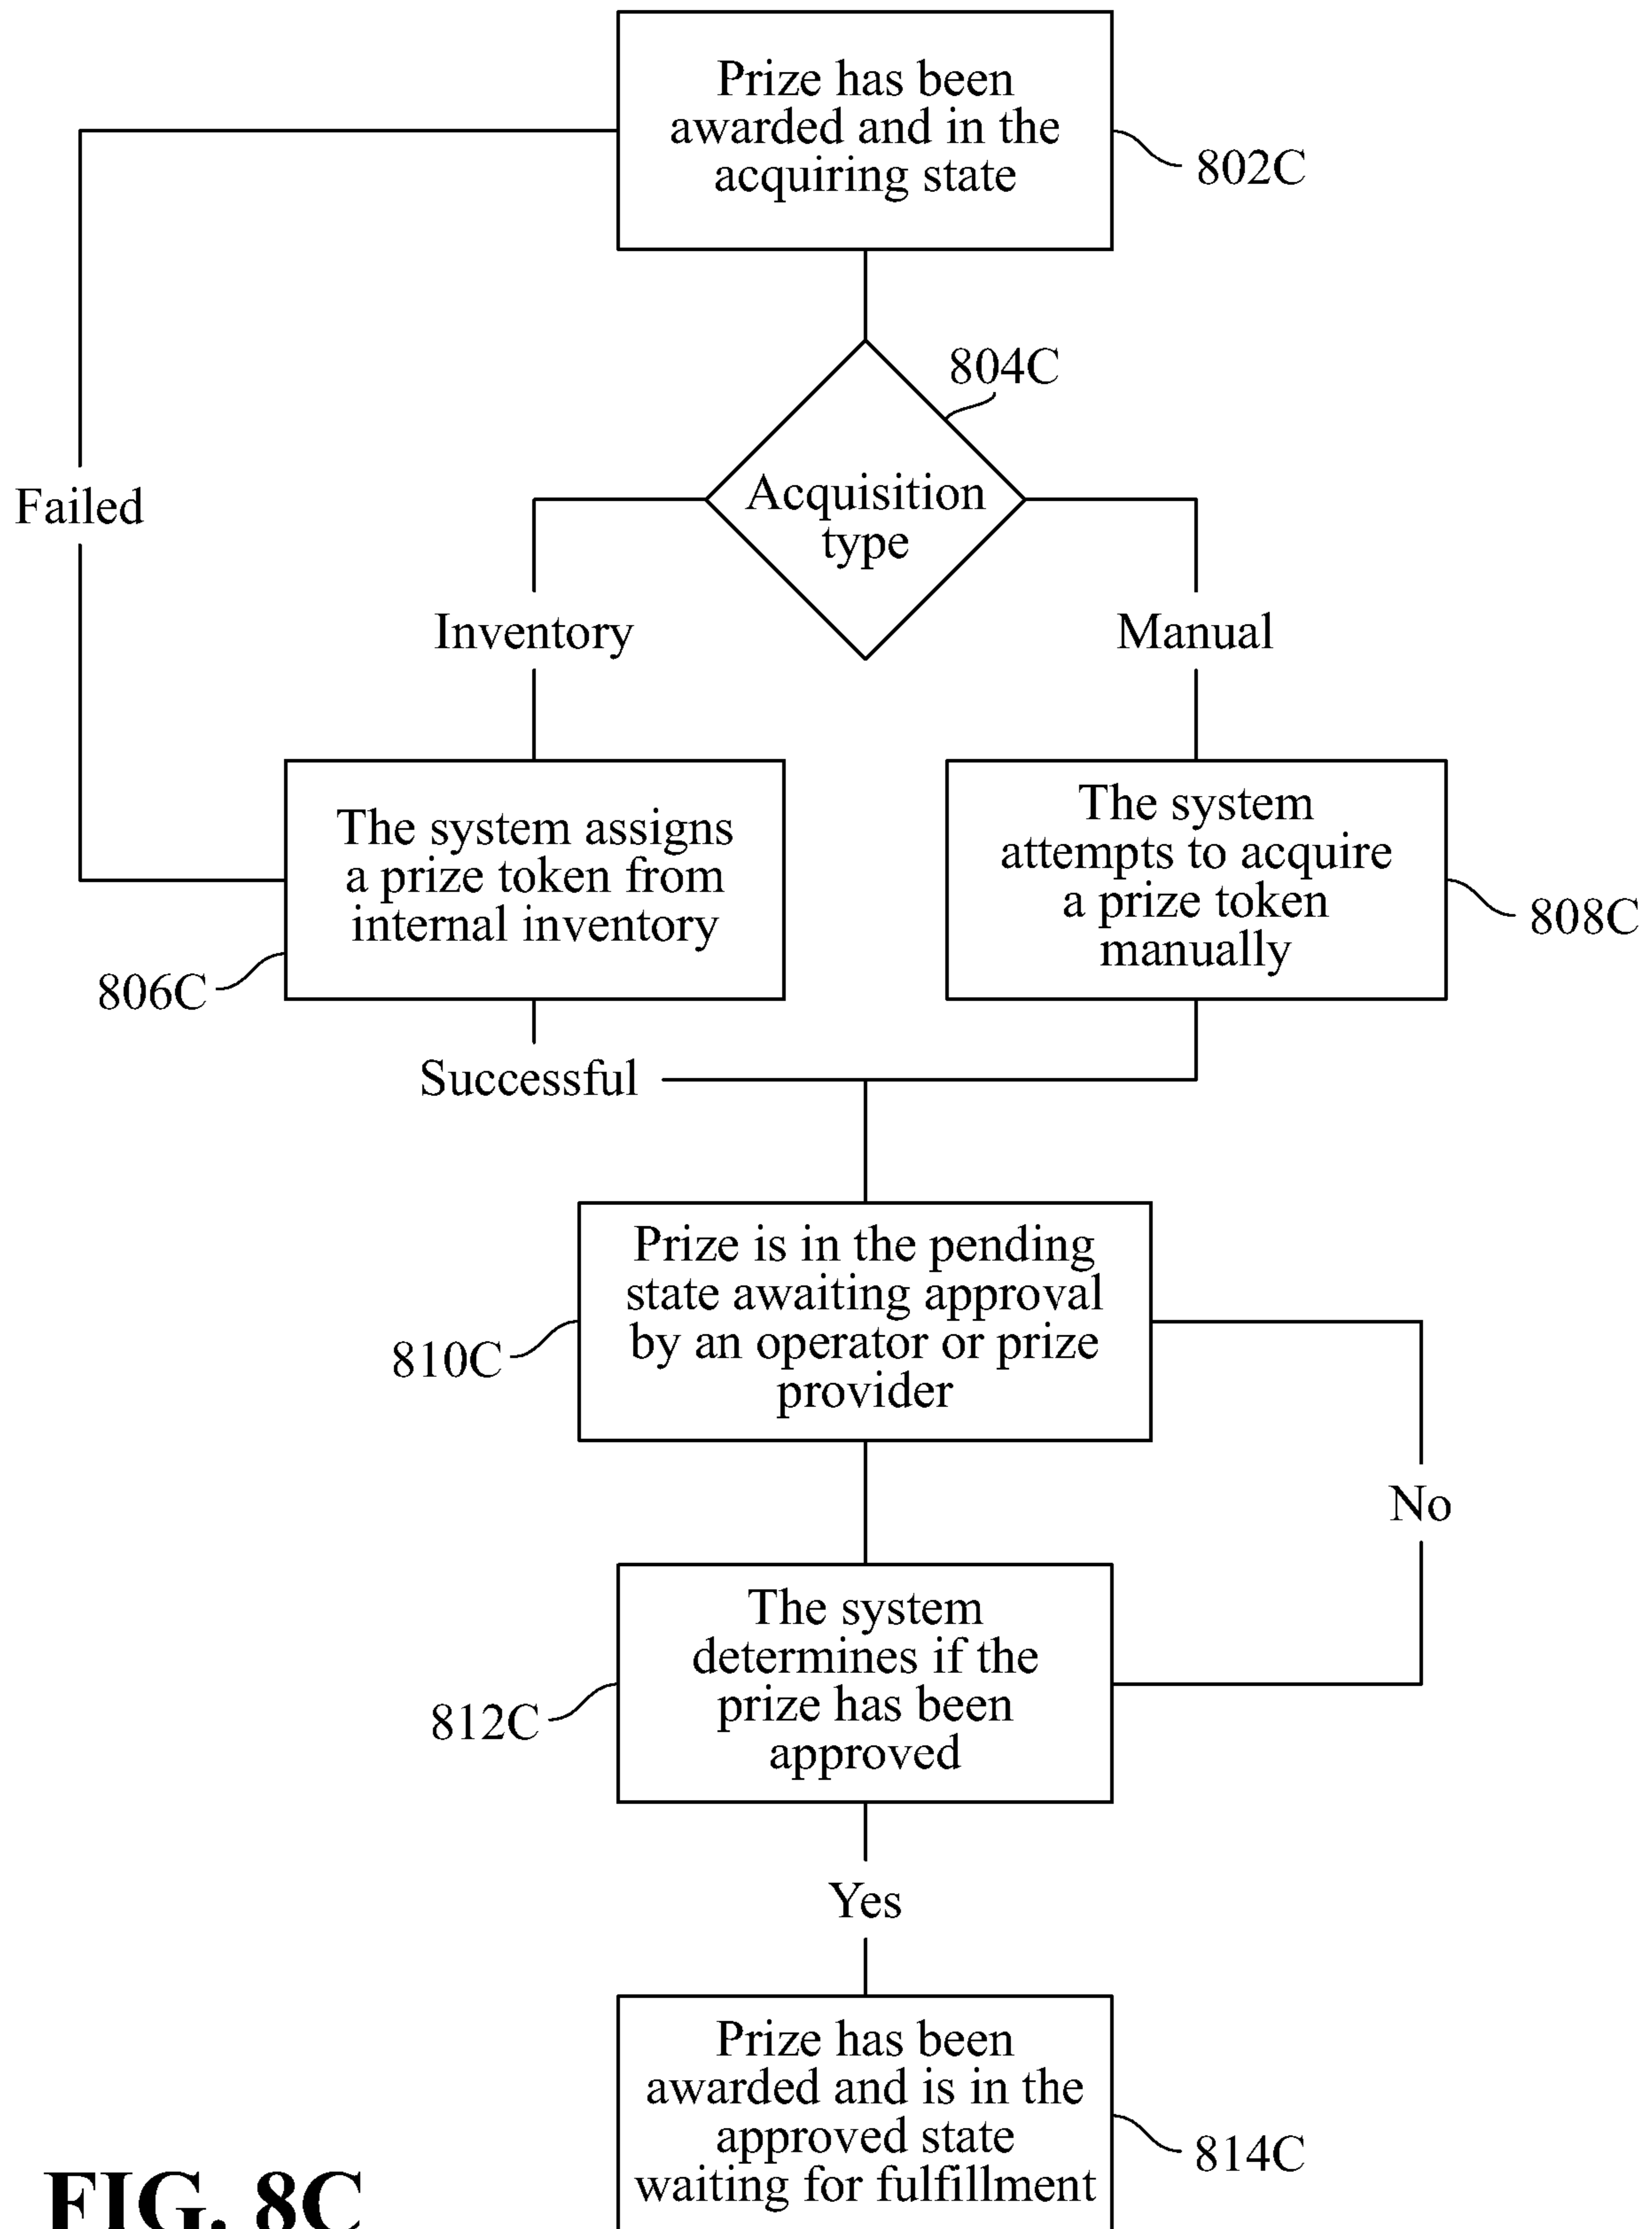 Prize has been
awarded and in the
acquiring state
802C
804C
Acquisition
type
Failed
Inventory
Manual
The system assigns
a prize token from
internal inventory
806C
The system
attempts to acquire
a prize token
manually
808C
Successful
Prize is in the pending
state awaiting approval
by an operator or prize
provider
810C
No
The system
determines if the
prize has been
approved
812C
Yes
Prize has been
awarded and is in the
approved state
waiting for fulfillment
814C
FIG. 8C